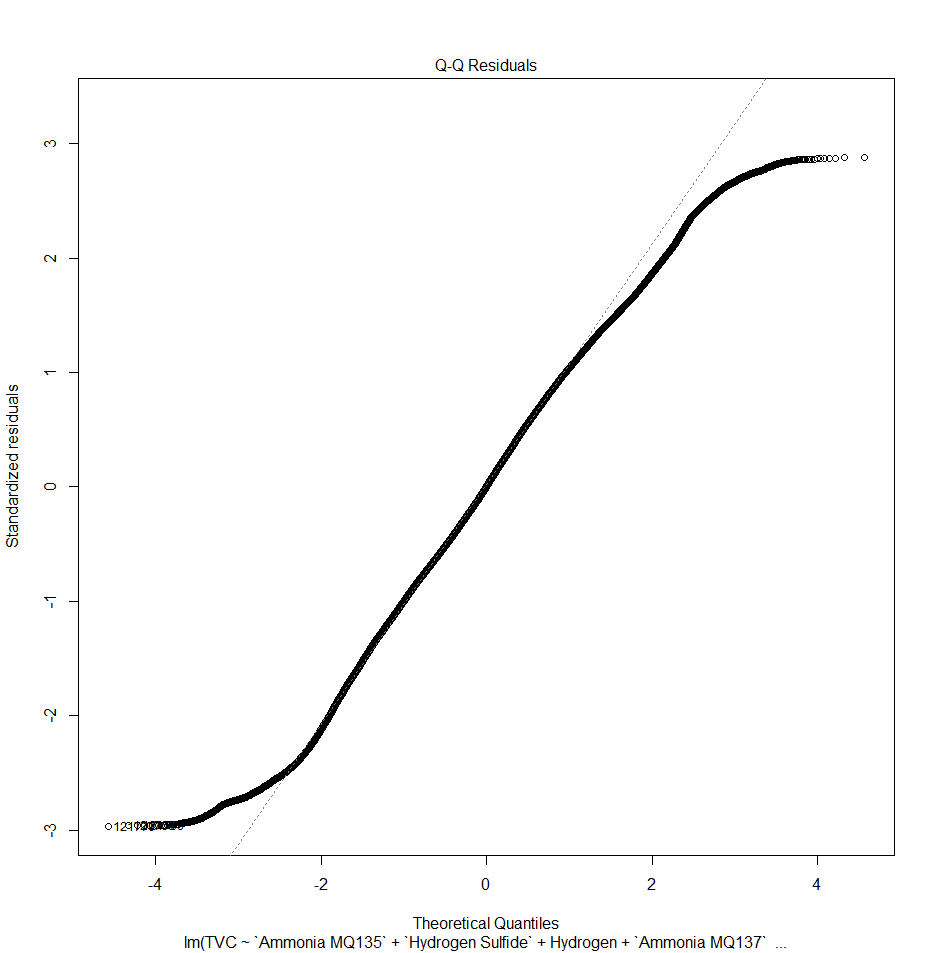 Q-Q Residuals
3
2
1
0
-1
-2
-3
Standardized residuals
-4 -2 0 2 4
Theoretical Quantiles
lm(TVC ~ `Ammonia MQ135` + `Hydrogen Sulfide` + Hydrogen + `Ammonia MQ137` ...